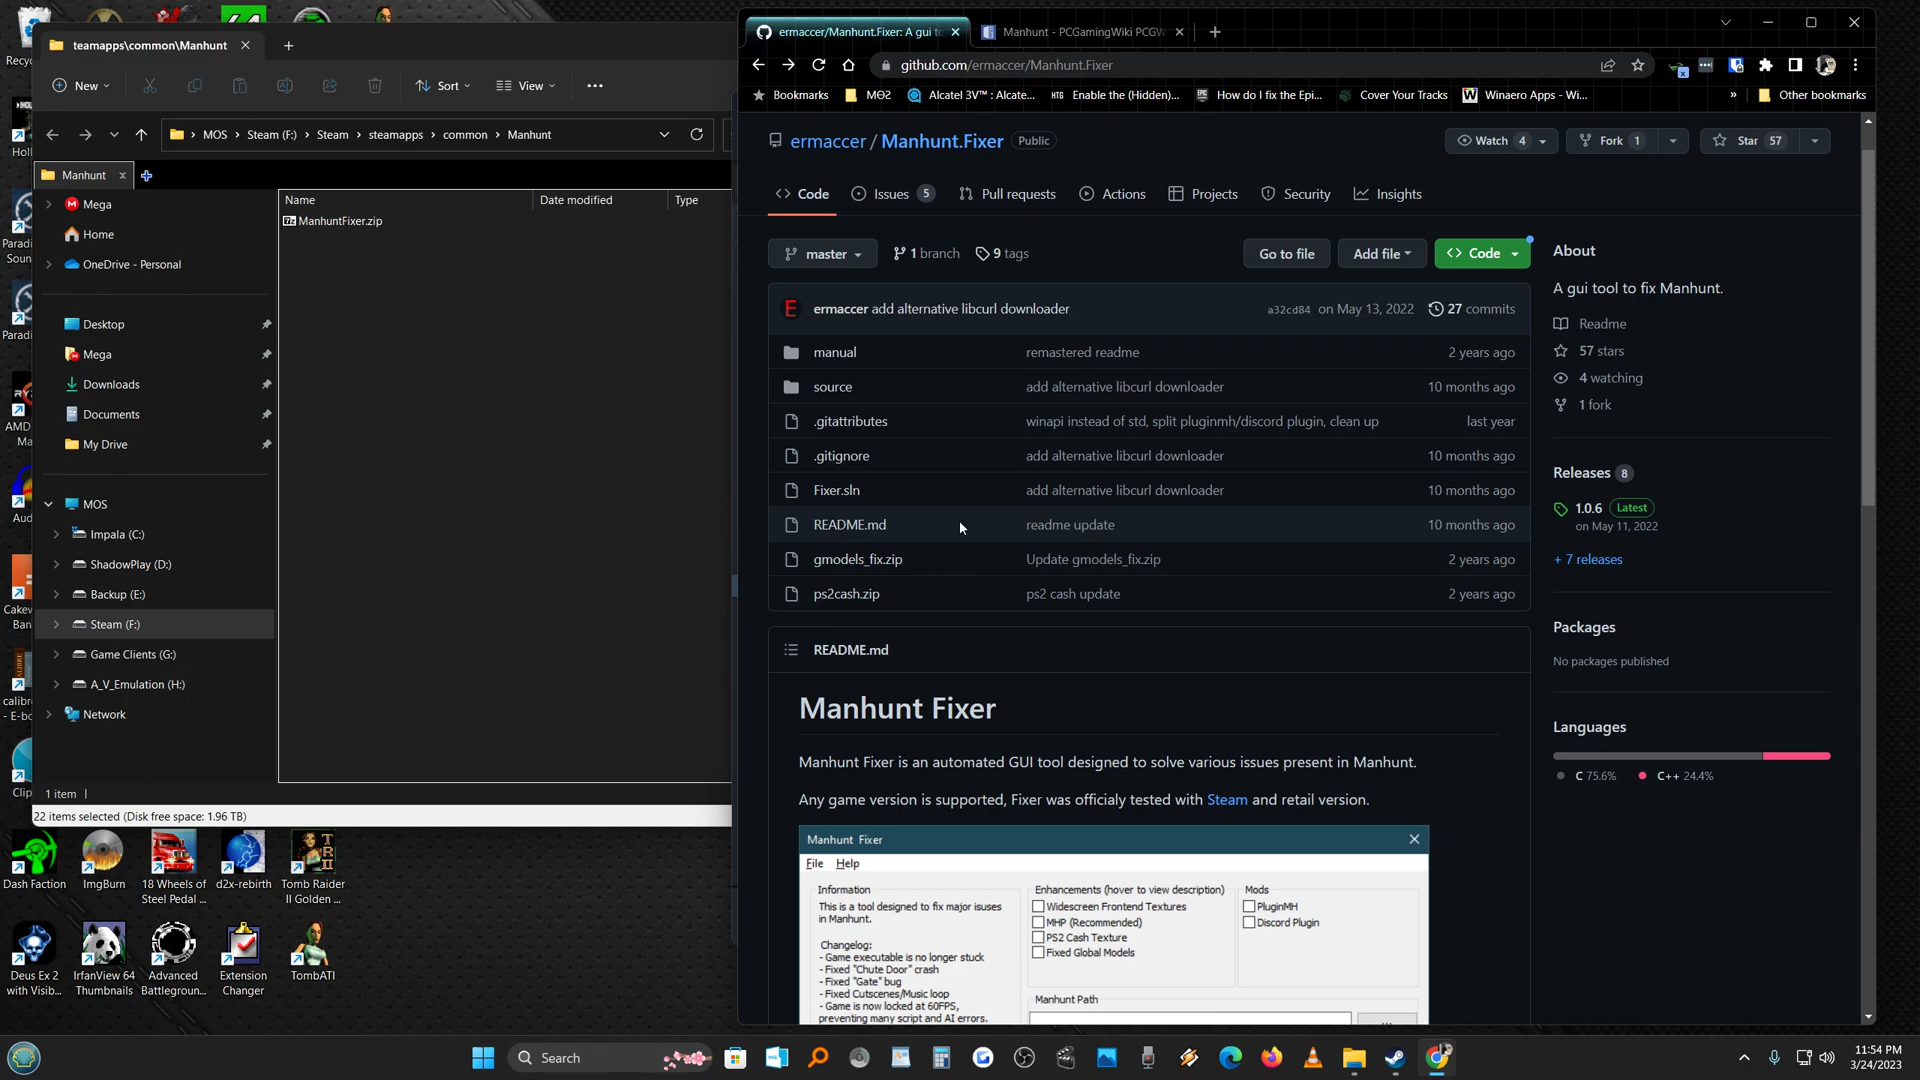 teamapps\common\Manhunt
ermaccer/Manhunt.Fixer: A gui to
Manhunt - PCGamingWiki PCGW
New
Sort
View
github.com/ermaccer/Manhunt.Fixer
Bookmarks
MΘ2
Alcatel 3V™ : Alcate...
Enable the (Hidden)...
How do I fix the Epi...
Cover Your Tracks
Winaero Apps - Wi...
»
Other bookmarks
MOS > Steam (F:) > Steam > steamapps > common > Manhunt
Manhunt
ermaccer / Manhunt.Fixer
Public
Watch 4
Fork 1
Star 57
Code
Issues 5
Pull requests
Actions
Projects
Security
Insights
Name
Date modified
Type
ManhuntFixer.zip
Mega
Home
OneDrive - Personal
Desktop
Mega
Downloads
Documents
My Drive
MOS
Impala (C:)
ShadowPlay (D:)
Backup (E:)
Steam (F:)
Game Clients (G:)
A_V_Emulation (H:)
Network
1 item
22 items selected (Disk free space: 1.96 TB)
master
1 branch
9 tags
Go to file
Add file
Code
ermaccer add alternative libcurl downloader
a32cd84 on May 13, 2022
27 commits
manual
remastered readme
2 years ago
source
add alternative libcurl downloader
10 months ago
.gitattributes
winapi instead of std, split pluginmh/discord plugin, clean up
last year
.gitignore
add alternative libcurl downloader
10 months ago
Fixer.sln
add alternative libcurl downloader
10 months ago
README.md
readme update
10 months ago
gmodels_fix.zip
Update gmodels_fix.zip
2 years ago
ps2cash.zip
ps2 cash update
2 years ago
About
A gui tool to fix Manhunt.
Readme
57 stars
4 watching
1 fork
Releases 8
1.0.6 Latest
on May 11, 2022
+ 7 releases
Packages
No packages published
Languages
C 75.6%
C++ 24.4%
README.md
Manhunt Fixer
Manhunt Fixer is an automated GUI tool designed to solve various issues present in Manhunt.
Any game version is supported, Fixer was officialy tested with Steam and retail version.
Manhunt Fixer
File Help
Information
This is a tool designed to fix major isuses
in Manhunt.
Changelog:
- Game executable is no longer stuck
- Fixed "Chute Door" crash
- Fixed "Gate" bug
- Fixed Cutscenes/Music loop
- Game is now locked at 60FPS,
preventing many script and AI errors.
Enhancements (hover to view description)
Widescreen Frontend Textures
MHP (Recommended)
PS2 Cash Texture
Fixed Global Models
Mods
PluginMH
Discord Plugin
Manhunt Path
...
Dash Faction
ImgBurn
18 Wheels of
Steel Pedal ...
d2x-rebirth
Tomb Raider
II Golden ...
Deus Ex 2
with Visib...
IrfanView 64
Thumbnails
Advanced
Battlegroun...
Extension
Changer
TombATI
Search
11:54 PM
3/24/2023